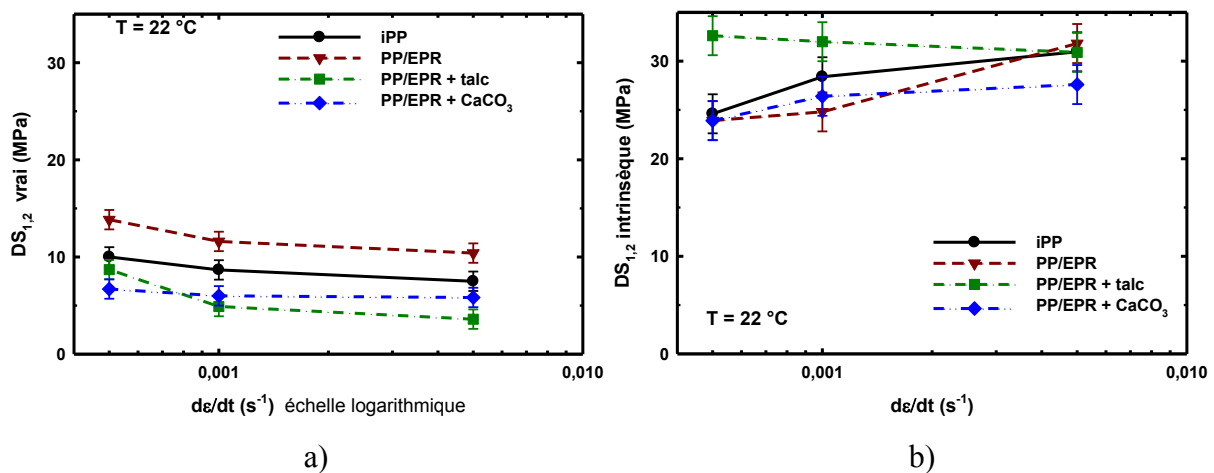 T = 22 °C
iPP
PP/EPR
PP/EPR + talc
PP/EPR + CaCO₃
DS₁,₂ vrai (MPa)
30
20
10
0
0,001
0,010
dε/dt (s⁻¹) échelle logarithmique
a)
DS₁,₂ intrinsèque (MPa)
30
20
10
0
iPP
PP/EPR
PP/EPR + talc
PP/EPR + CaCO₃
T = 22 °C
0,001
0,010
dε/dt (s⁻¹)
b)